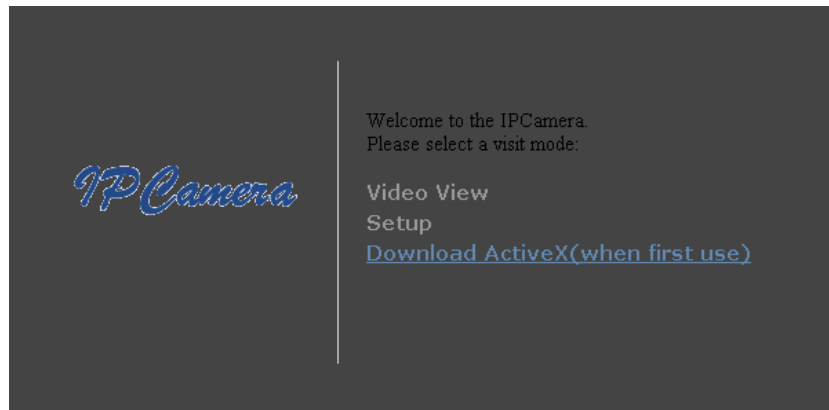 IPCamera
Welcome to the IPCamera.
Please select a visit mode:
Video View
Setup
Download ActiveX(when first use)